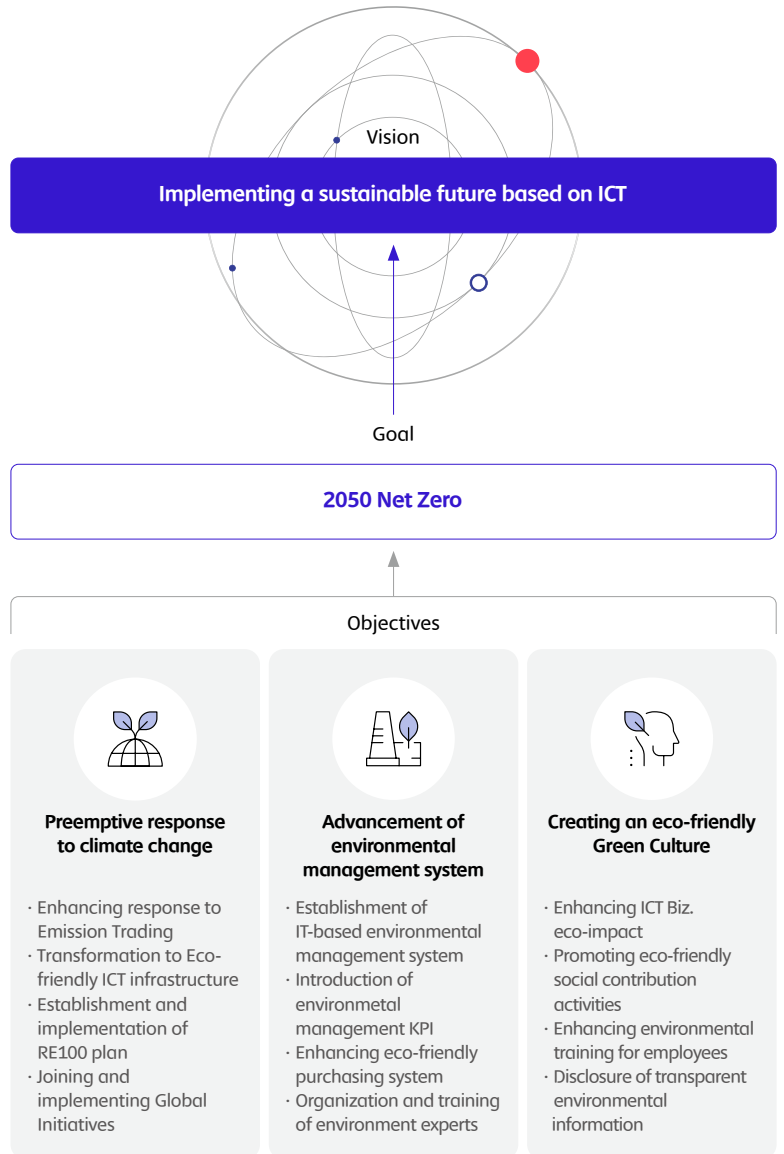 Vision
Implementing a sustainable future based on ICT
Goal
2050 Net Zero
Objectives
Preemptive response
to climate change
· Enhancing response to
Emission Trading
· Transformation to Eco-
friendly ICT infrastructure
· Establishment and
implementation of
RE100 plan
· Joining and
implementing Global
Initiatives
Advancement of
environmental
management system
· Establishment of
IT-based environmental
management system
· Introduction of
environmetal
management KPI
· Enhancing eco-friendly
purchasing system
· Organization and training
of environment experts
Creating an eco-friendly
Green Culture
· Enhancing ICT Biz.
eco-impact
· Promoting eco-friendly
social contribution
activities
· Enhancing environmental
training for employees
· Disclosure of transparent
environmental
information